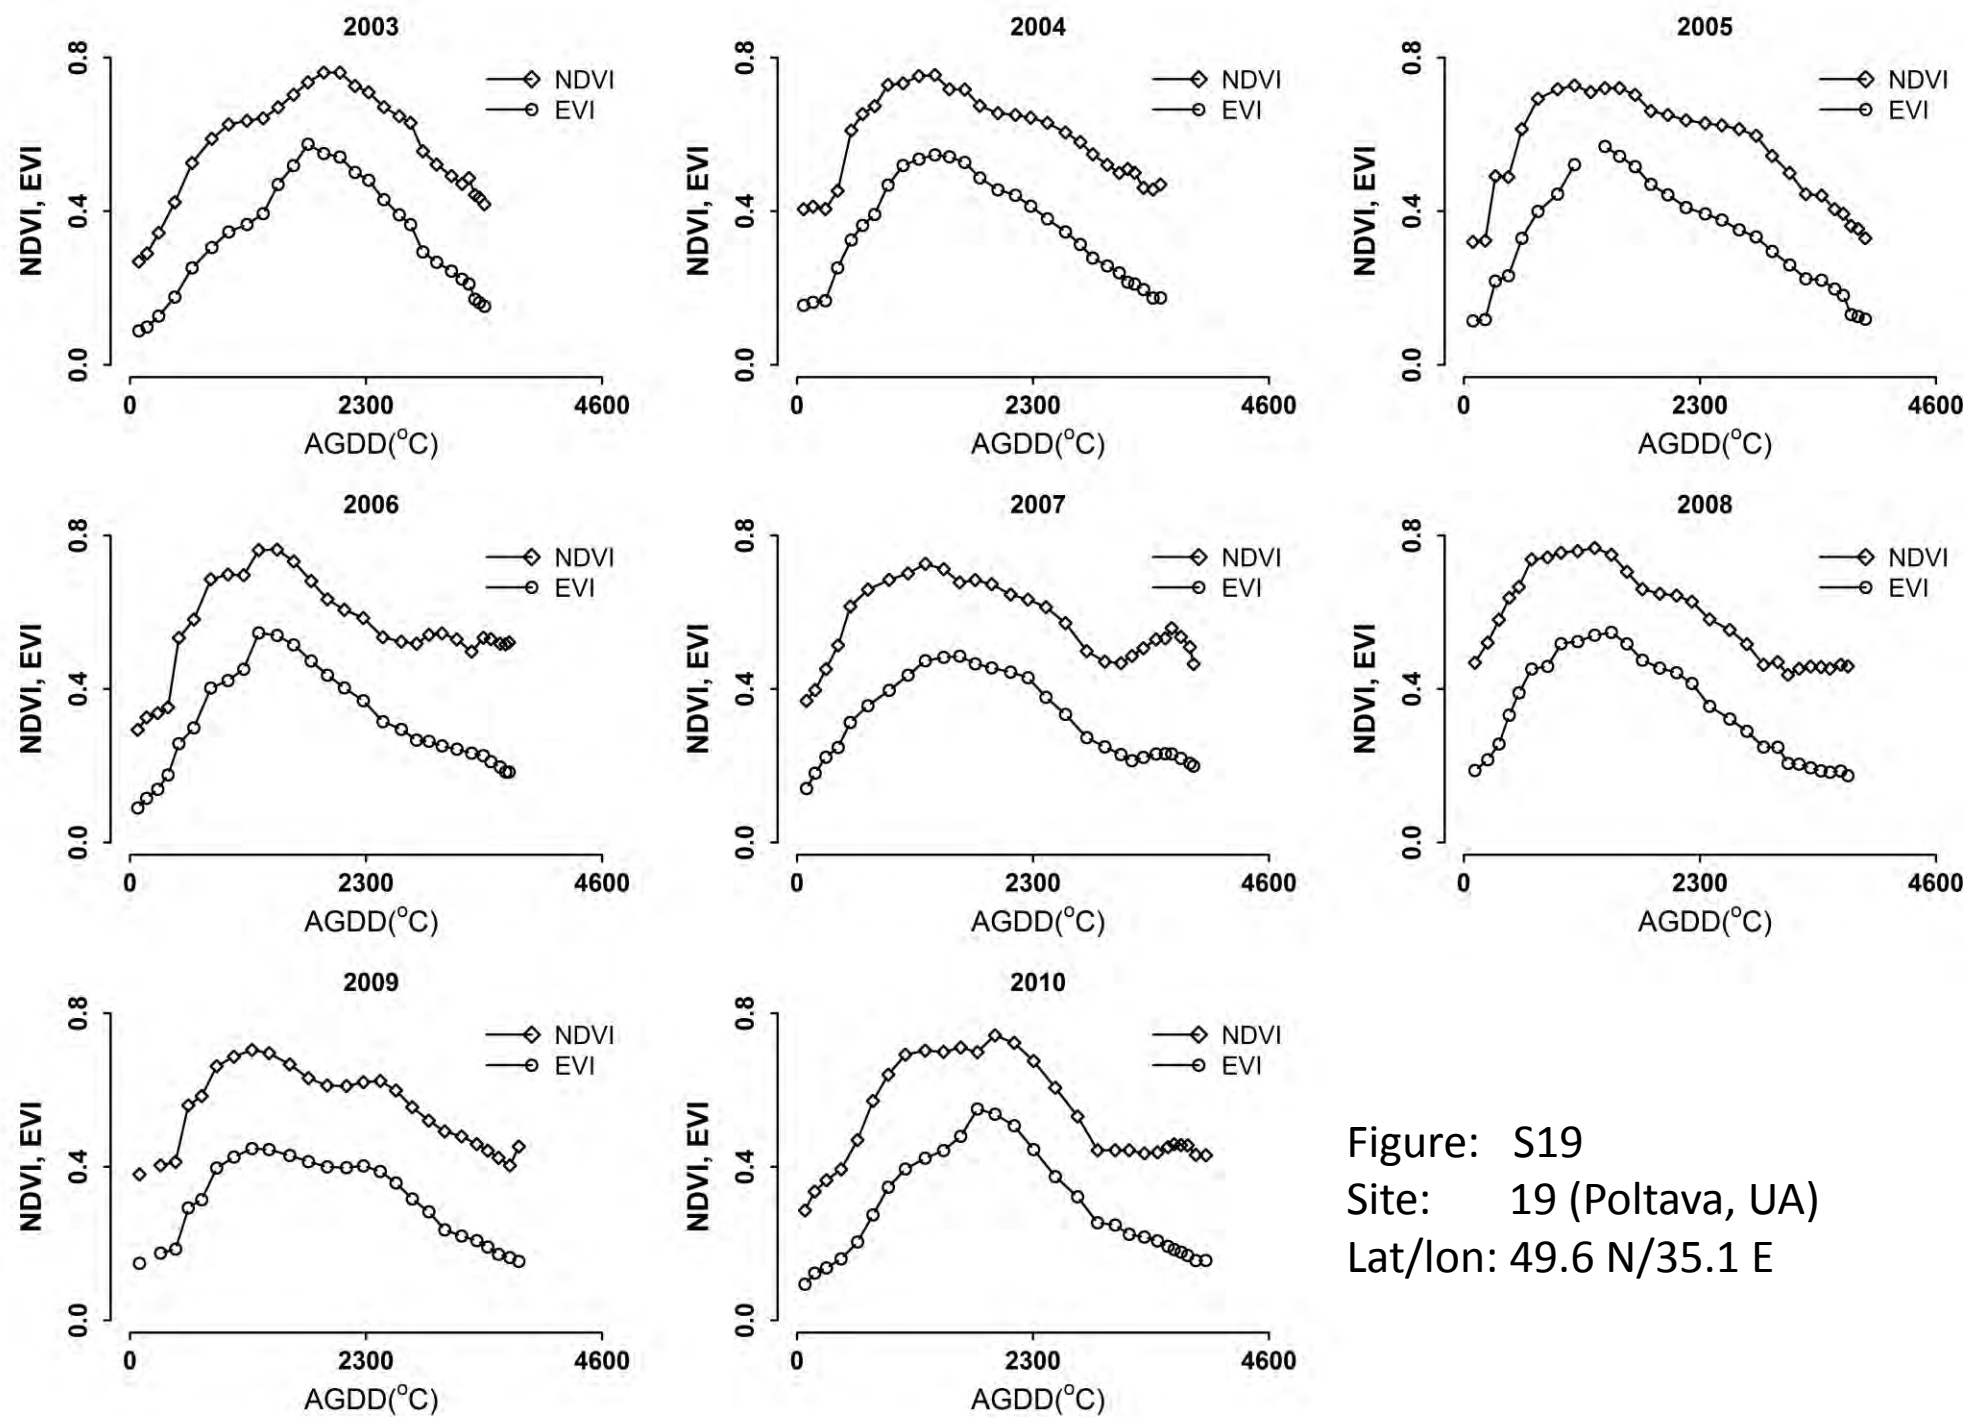 2003
0.8
0.4
0.0
NDVI, EVI
NDVI
EVI
0 2300 4600
AGDD(°C)
2004
0.8
0.4
0.0
NDVI, EVI
NDVI
EVI
0 2300 4600
AGDD(°C)
2005
0.8
0.4
0.0
NDVI, EVI
NDVI
EVI
0 2300 4600
AGDD(°C)
2006
0.8
0.4
0.0
NDVI, EVI
NDVI
EVI
0 2300 4600
AGDD(°C)
2007
0.8
0.4
0.0
NDVI, EVI
NDVI
EVI
0 2300 4600
AGDD(°C)
2008
0.8
0.4
0.0
NDVI, EVI
NDVI
EVI
0 2300 4600
AGDD(°C)
2009
0.8
0.4
0.0
NDVI, EVI
NDVI
EVI
0 2300 4600
AGDD(°C)
2010
0.8
0.4
0.0
NDVI, EVI
NDVI
EVI
0 2300 4600
AGDD(°C)
Figure: S19
Site: 19 (Poltava, UA)
Lat/lon: 49.6 N/35.1 E